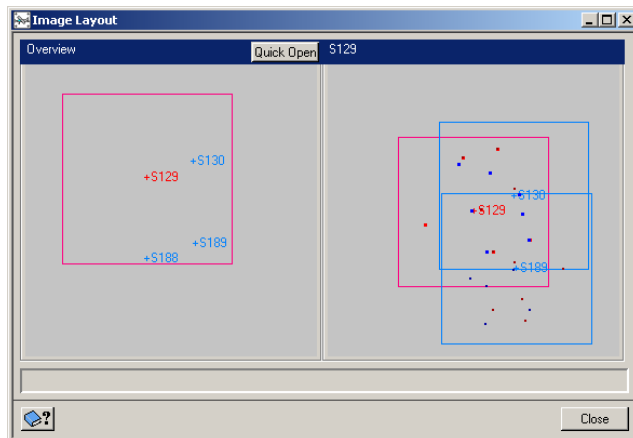 Image Layout
Overview
Quick Open
S129
+S130
+S129
+S189
+S188
+S130
+S129
+S189
?
Close